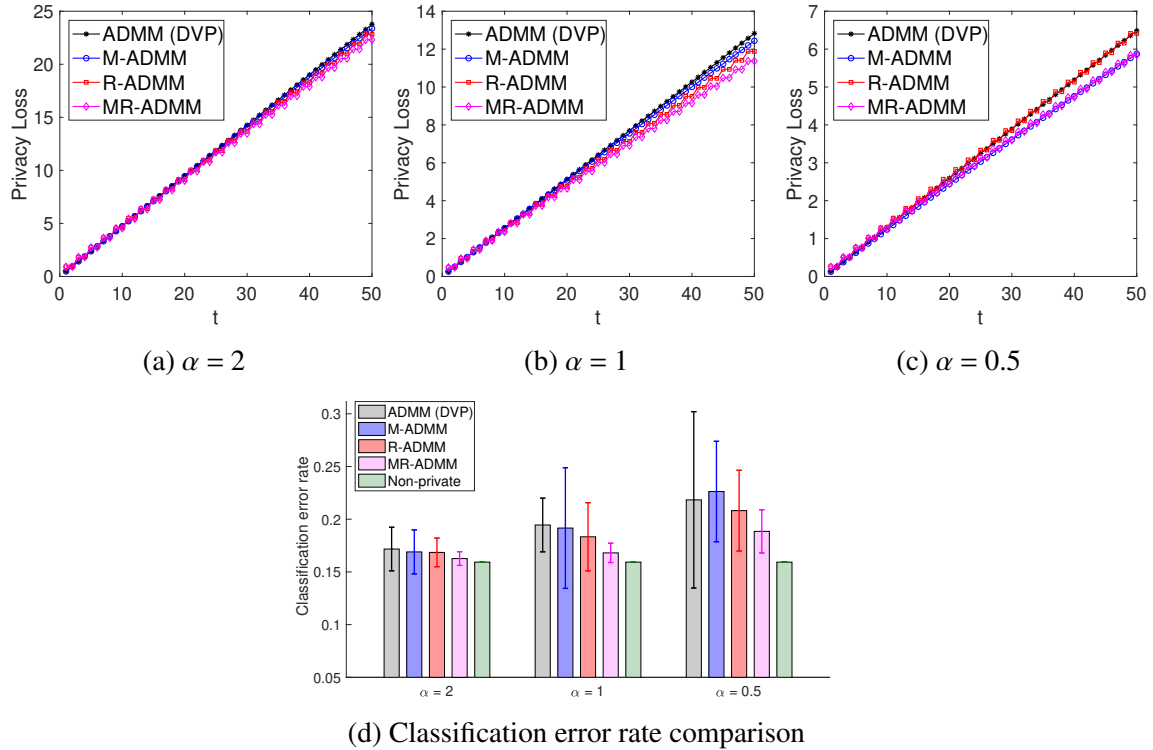 25
20
15
10
5
0
Privacy Loss
ADMM (DVP)
M-ADMM
R-ADMM
MR-ADMM
0 10 20 30 40 50
t
(a) α = 2
14
12
10
8
6
4
2
0
Privacy Loss
ADMM (DVP)
M-ADMM
R-ADMM
MR-ADMM
0 10 20 30 40 50
t
(b) α = 1
7
6
5
4
3
2
1
0
Privacy Loss
ADMM (DVP)
M-ADMM
R-ADMM
MR-ADMM
0 10 20 30 40 50
t
(c) α = 0.5
0.3
0.25
0.2
0.15
0.1
0.05
Classification error rate
ADMM (DVP)
M-ADMM
R-ADMM
MR-ADMM
Non-private
α = 2 α = 1 α = 0.5
(d) Classification error rate comparison